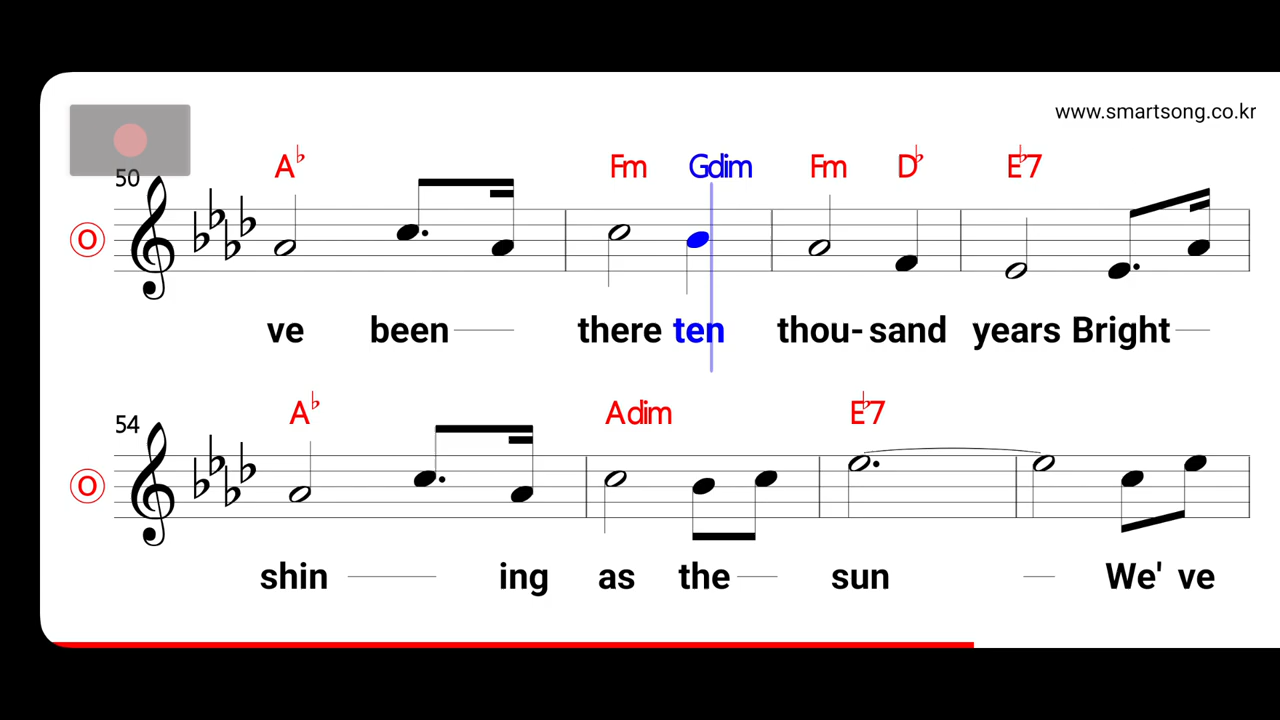 www.smartsong.co.kr
50
A♭ Fm Gdim Fm D♭ E♭7
O
ve been there ten thou- sand years Bright
54
A♭ Adim E♭7
O
shin ing as the sun We' ve